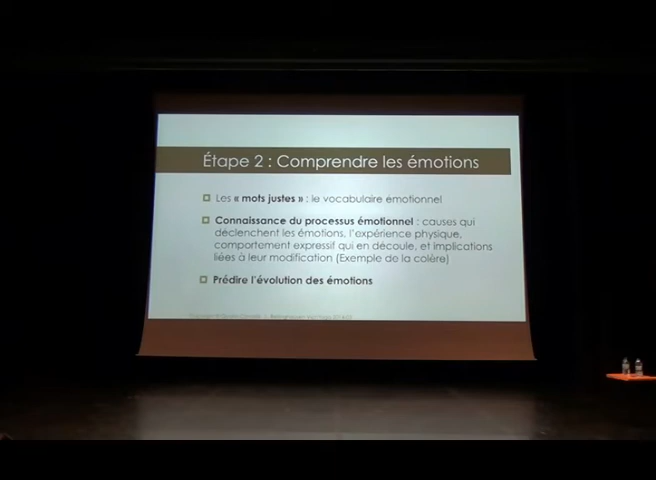 Étape 2 : Comprendre les émotions
Les « mots justes » : le vocabulaire émotionnel
Connaissance du processus émotionnel : causes qui
déclenchent les émotions, l'expérience physique,
comportement expressif qui en découle, et implications
liées à leur modification (Exemple de la colère)
Prédire l'évolution des émotions